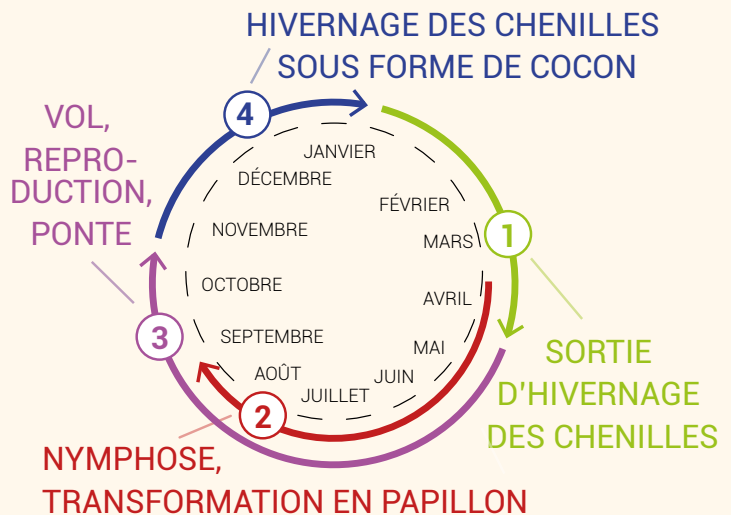 HIVERNAGE DES CHENILLES
SOUS FORME DE COCON
4
VOL,
REPRO-
DUCTION,
PONTE
JANVIER
DÉCEMBRE
FÉVRIER
NOVEMBRE
MARS
1
OCTOBRE
AVRIL
3
SEPTEMBRE
MAI
AOÛT
JUIN
JUILLET
2
SORTIE
D'HIVERNAGE
DES CHENILLES
NYMPHOSE,
TRANSFORMATION EN PAPILLON